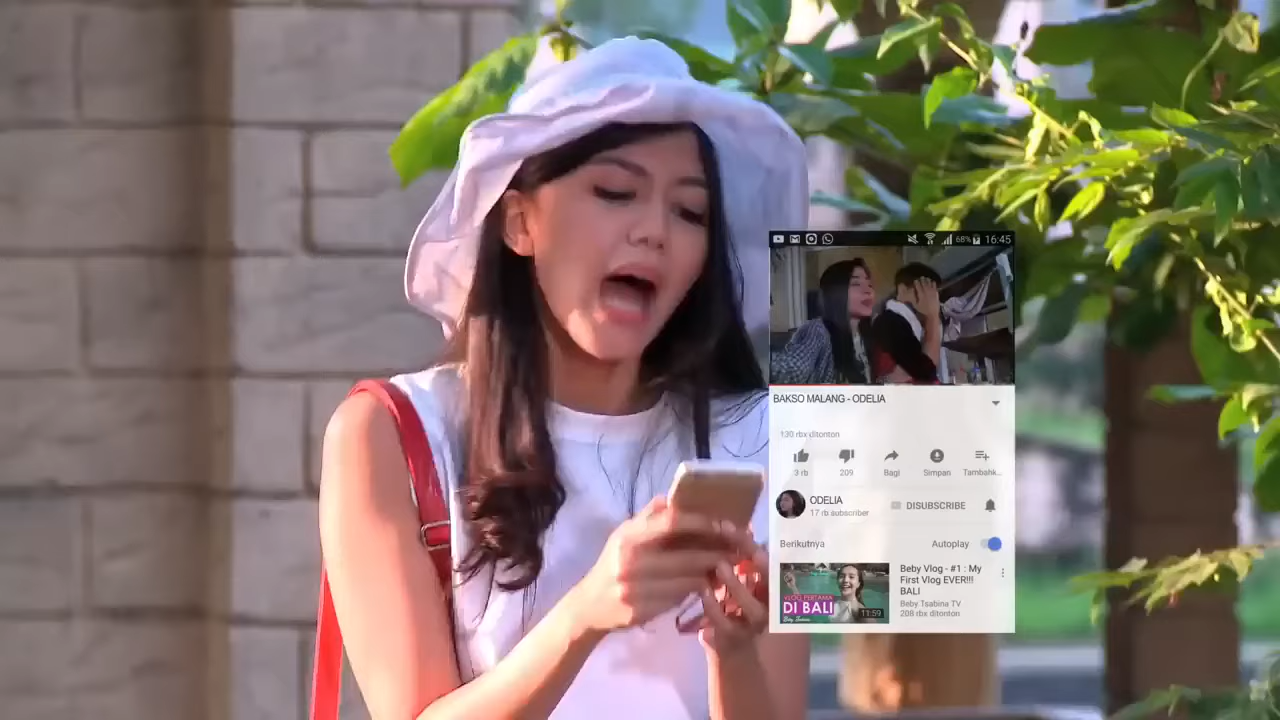 68% 16:45
BAKSO MALANG - ODELIA
130 rbx ditonton
3 rb 209 Bagi Simpan Tambahk...
ODELIA
17 rb subscriber
DISUBSCRIBE
Berikutnya Autoplay
Beby Vlog - #1 : My
First Vlog EVER!!!
BALI
Beby Tsabina TV
208 rbx ditonton
VLOG PERTAMA
DI BALI
11:59
Beby Tsabina